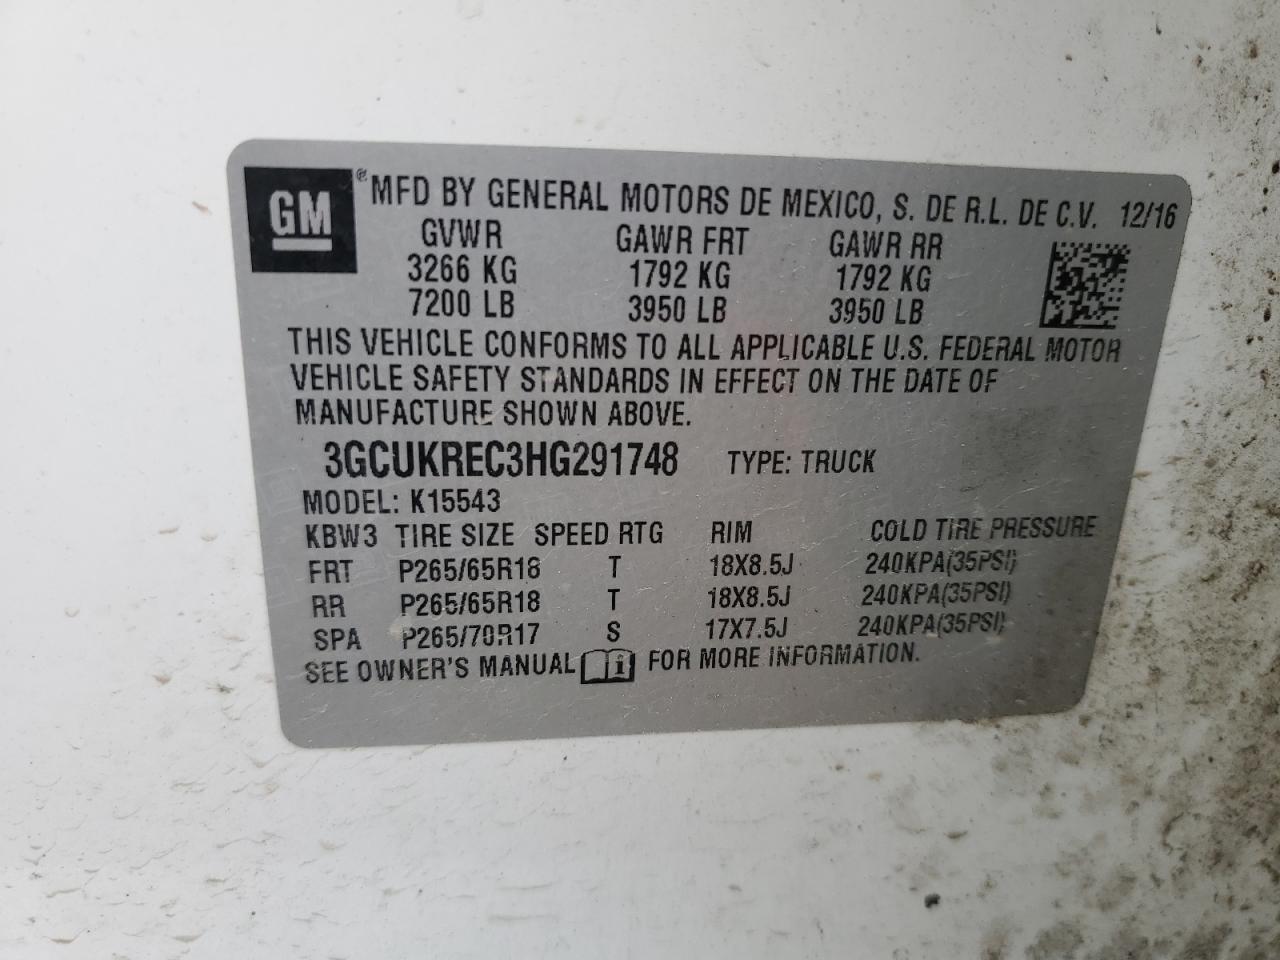 GM ® MFD BY GENERAL MOTORS DE MEXICO, S. DE R.L. DE C.V. 12/16
GVWR GAWR FRT GAWR RR
3266 KG 1792 KG 1792 KG
7200 LB 3950 LB 3950 LB
THIS VEHICLE CONFORMS TO ALL APPLICABLE U.S. FEDERAL MOTOR
VEHICLE SAFETY STANDARDS IN EFFECT ON THE DATE OF
MANUFACTURE SHOWN ABOVE.
3GCUKREC3HG291748 TYPE: TRUCK
MODEL: K15543
KBW3 TIRE SIZE SPEED RTG RIM COLD TIRE PRESSURE
FRT P265/65R18 T 18X8.5J 240KPA(35PSI)
RR P265/65R18 T 18X8.5J 240KPA(35PSI)
SPA P265/70R17 S 17X7.5J 240KPA(35PSI)
SEE OWNER'S MANUAL FOR MORE INFORMATION.